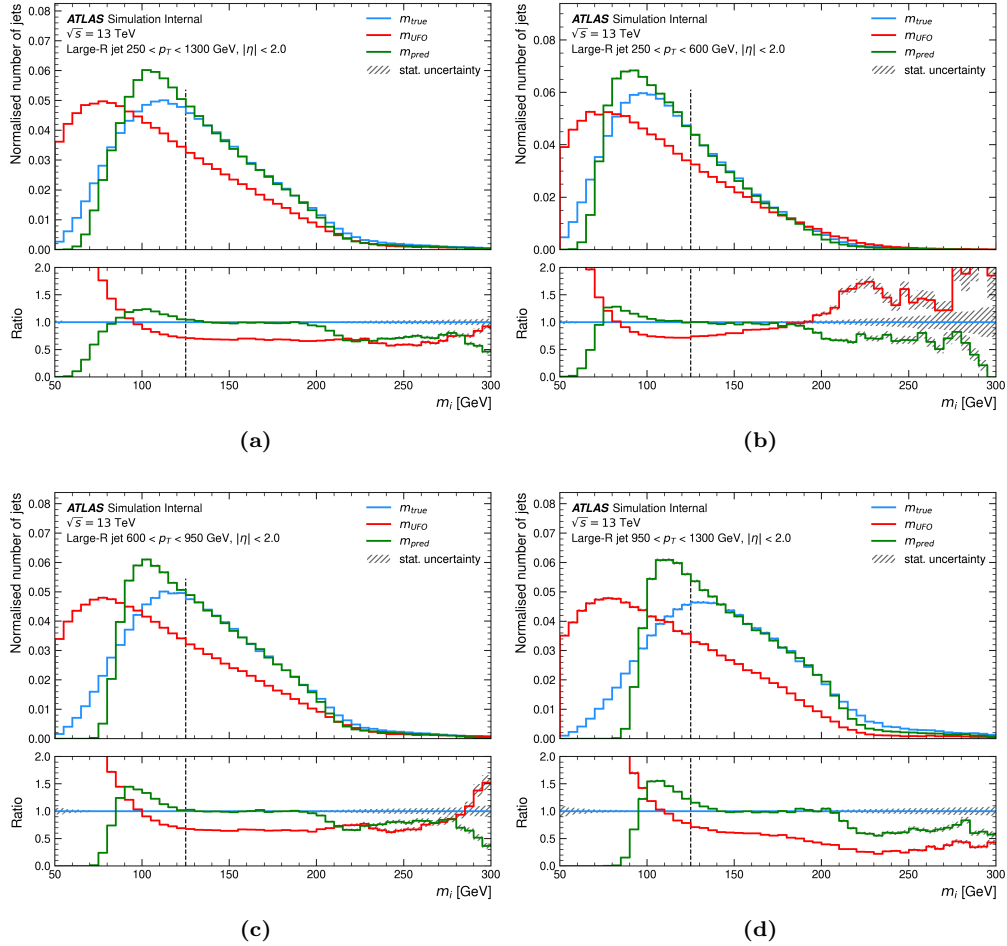 ATLAS Simulation Internal
√s = 13 TeV
Large-R jet 250 < pT < 1300 GeV, |η| < 2.0
m_true
m_UFO
m_pred
stat. uncertainty
Normalised number of jets
0.08
0.07
0.06
0.05
0.04
0.03
0.02
0.01
0.00
Ratio
2.0
1.5
1.0
0.5
0.0
50 100 150 200 250 300
m_i [GeV]
(a)
ATLAS Simulation Internal
√s = 13 TeV
Large-R jet 250 < pT < 600 GeV, |η| < 2.0
m_true
m_UFO
m_pred
stat. uncertainty
Normalised number of jets
0.08
0.06
0.04
0.02
0.00
Ratio
2.0
1.5
1.0
0.5
0.0
50 100 150 200 250 300
m_i [GeV]
(b)
ATLAS Simulation Internal
√s = 13 TeV
Large-R jet 600 < pT < 950 GeV, |η| < 2.0
m_true
m_UFO
m_pred
stat. uncertainty
Normalised number of jets
0.08
0.07
0.06
0.05
0.04
0.03
0.02
0.01
0.00
Ratio
2.0
1.5
1.0
0.5
0.0
50 100 150 200 250 300
m_i [GeV]
(c)
ATLAS Simulation Internal
√s = 13 TeV
Large-R jet 950 < pT < 1300 GeV, |η| < 2.0
m_true
m_UFO
m_pred
stat. uncertainty
Normalised number of jets
0.08
0.07
0.06
0.05
0.04
0.03
0.02
0.01
0.00
Ratio
2.0
1.5
1.0
0.5
0.0
50 100 150 200 250 300
m_i [GeV]
(d)